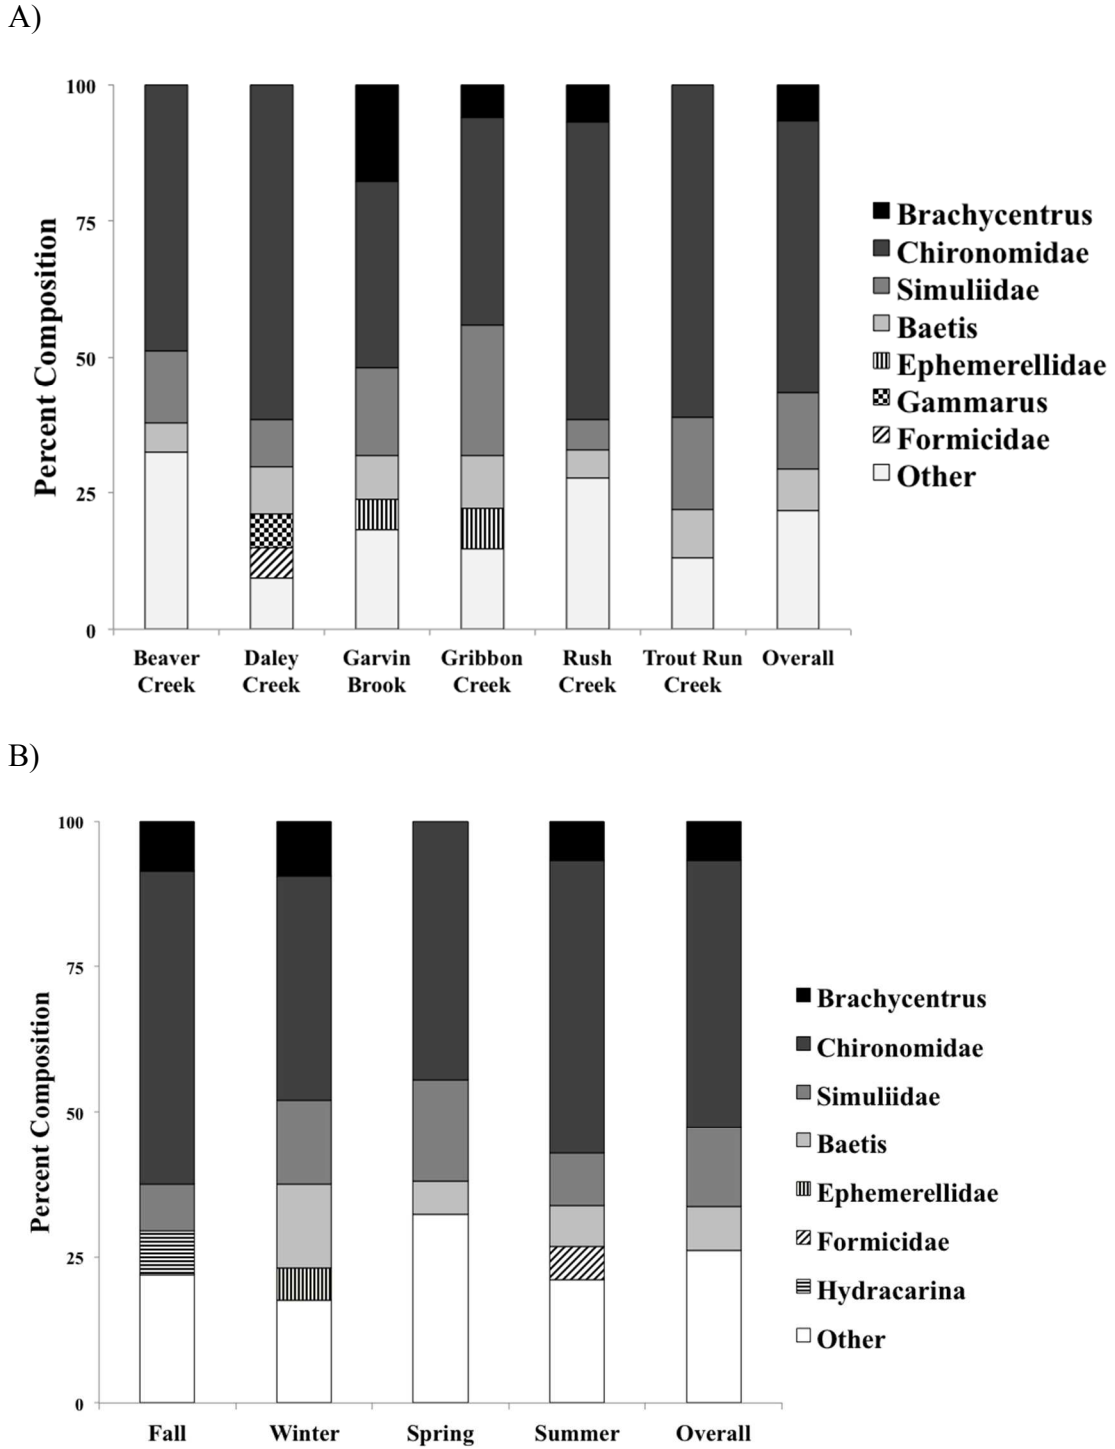 A)
Percent Composition
100
75
50
25
0
Beaver Creek
Daley Creek
Garvin Brook
Gribbon Creek
Rush Creek
Trout Run Creek
Overall
Brachycentrus
Chironomidae
Simuliidae
Baetis
Ephemerellidae
Gammarus
Formicidae
Other
B)
Percent Composition
100
75
50
25
0
Fall
Winter
Spring
Summer
Overall
Brachycentrus
Chironomidae
Simuliidae
Baetis
Ephemerellidae
Formicidae
Hydracarina
Other